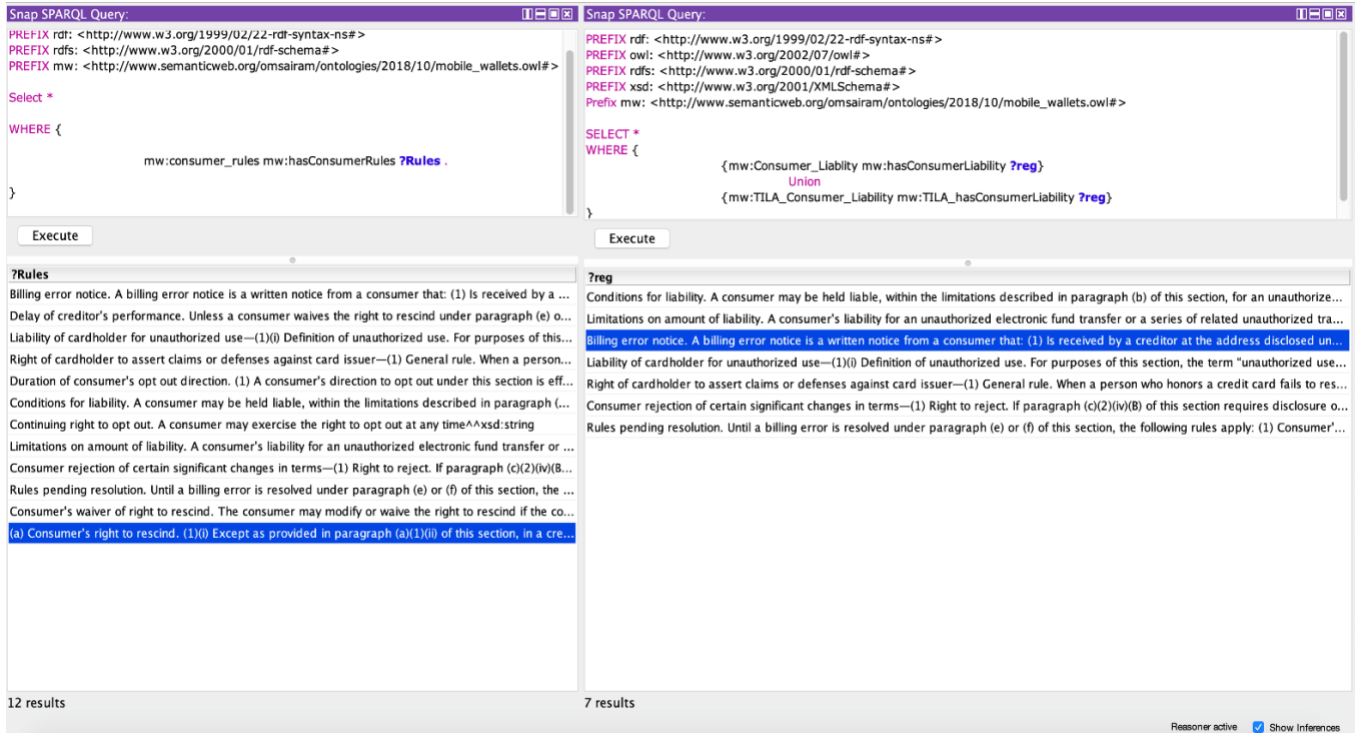 Snap SPARQL Query:
PREFIX rdf: <http://www.w3.org/1999/02/22-rdf-syntax-ns#>
PREFIX rdfs: <http://www.w3.org/2000/01/rdf-schema#>
PREFIX mw: <http://www.semanticweb.org/omsairam/ontologies/2018/10/mobile_wallets.owl#>
Select *
WHERE {
mw:consumer_rules mw:hasConsumerRules ?Rules .
}
Execute
?Rules
Billing error notice. A billing error notice is a written notice from a consumer that: (1) Is received by a ...
Delay of creditor's performance. Unless a consumer waives the right to rescind under paragraph (e) o...
Liability of cardholder for unauthorized use—(1)(i) Definition of unauthorized use. For purposes of this...
Right of cardholder to assert claims or defenses against card issuer—(1) General rule. When a person...
Duration of consumer's opt out direction. (1) A consumer's direction to opt out under this section is eff...
Conditions for liability. A consumer may be held liable, within the limitations described in paragraph (...
Continuing right to opt out. A consumer may exercise the right to opt out at any time^^xsd:string
Limitations on amount of liability. A consumer's liability for an unauthorized electronic fund transfer or ...
Consumer rejection of certain significant changes in terms—(1) Right to reject. If paragraph (c)(2)(iv)(B...
Rules pending resolution. Until a billing error is resolved under paragraph (e) or (f) of this section, the ...
Consumer's waiver of right to rescind. The consumer may modify or waive the right to rescind if the co...
(a) Consumer's right to rescind. (1)(i) Except as provided in paragraph (a)(1)(ii) of this section, in a cre...
12 results
Snap SPARQL Query:
PREFIX rdf: <http://www.w3.org/1999/02/22-rdf-syntax-ns#>
PREFIX owl: <http://www.w3.org/2002/07/owl#>
PREFIX rdfs: <http://www.w3.org/2000/01/rdf-schema#>
PREFIX xsd: <http://www.w3.org/2001/XMLSchema#>
Prefix mw: <http://www.semanticweb.org/omsairam/ontologies/2018/10/mobile_wallets.owl#>
SELECT *
WHERE {
{mw:Consumer_Liablity mw:hasConsumerLiability ?reg}
Union
{mw:TILA_Consumer_Liability mw:TILA_hasConsumerLiability ?reg}
}
Execute
?reg
Conditions for liability. A consumer may be held liable, within the limitations described in paragraph (b) of this section, for an unauthorize...
Limitations on amount of liability. A consumer's liability for an unauthorized electronic fund transfer or a series of related unauthorized tra...
Billing error notice. A billing error notice is a written notice from a consumer that: (1) Is received by a creditor at the address disclosed un...
Liability of cardholder for unauthorized use—(1)(i) Definition of unauthorized use. For purposes of this section, the term "unauthorized use...
Right of cardholder to assert claims or defenses against card issuer—(1) General rule. When a person who honors a credit card fails to res...
Consumer rejection of certain significant changes in terms—(1) Right to reject. If paragraph (c)(2)(iv)(B) of this section requires disclosure o...
Rules pending resolution. Until a billing error is resolved under paragraph (e) or (f) of this section, the following rules apply: (1) Consumer'...
7 results
Reasoner active
Show Inferences